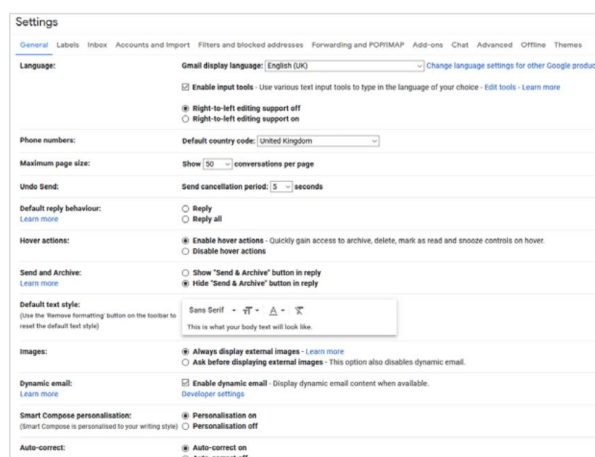 Settings
General Labels Inbox Accounts and Import Filters and blocked addresses Forwarding and POP/IMAP Add-ons Chat Advanced Offline Themes
Language: Gmail display language: English (UK) Change language settings for other Google produc
Enable input tools - Use various text input tools to type in the language of your choice - Edit tools - Learn more
Right-to-left editing support off
Right-to-left editing support on
Phone numbers: Default country code: United Kingdom
Maximum page size: Show 50 conversations per page
Undo Send: Send cancellation period: 5 seconds
Default reply behaviour: Reply
Learn more Reply all
Hover actions: Enable hover actions - Quickly gain access to archive, delete, mark as read and snooze controls on hover.
Disable hover actions
Send and Archive: Show "Send & Archive" button in reply
Learn more Hide "Send & Archive" button in reply
Default text style: Sans Serif
(Use the 'Remove formatting' button on the toolbar to
reset the default text style) This is what your body text will look like.
Images: Always display external images - Learn more
Ask before displaying external images - This option also disables dynamic email.
Dynamic email: Enable dynamic email - Display dynamic email content when available.
Learn more Developer settings
Smart Compose personalisation: Personalisation on
(Smart Compose is personalised to your writing style) Personalisation off
Auto-correct: Auto-correct on
Auto-correct off